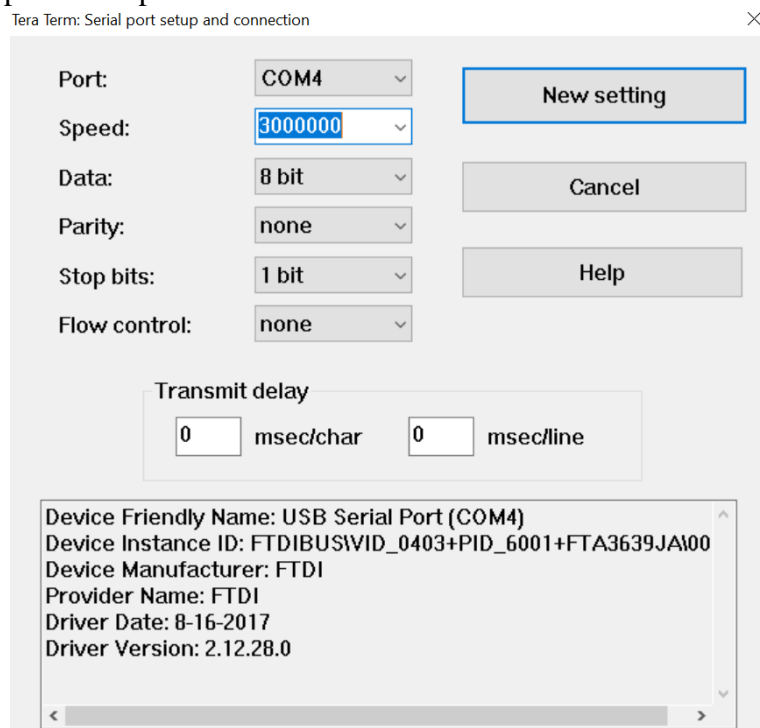 Tera Term: Serial port setup and connection
Port: COM4 New setting
Speed: 3000000
Data: 8 bit Cancel
Parity: none
Stop bits: 1 bit Help
Flow control: none
Transmit delay
0 msec/char 0 msec/line
Device Friendly Name: USB Serial Port (COM4)
Device Instance ID: FTDIBUS\VID_0403+PID_6001+FTA3639JA\00
Device Manufacturer: FTDI
Provider Name: FTDI
Driver Date: 8-16-2017
Driver Version: 2.12.28.0